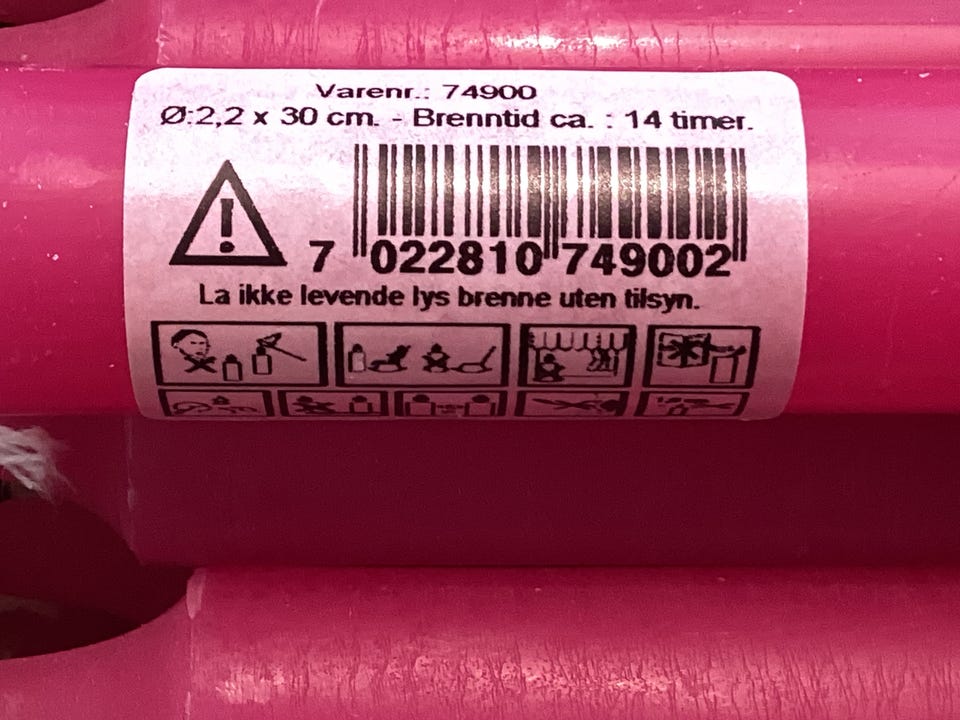 Varenr.: 74900
Ø:2,2 x 30 cm. - Brenntid ca. : 14 timer.
7 022810 749002
La ikke levende lys brenne uten tilsyn.